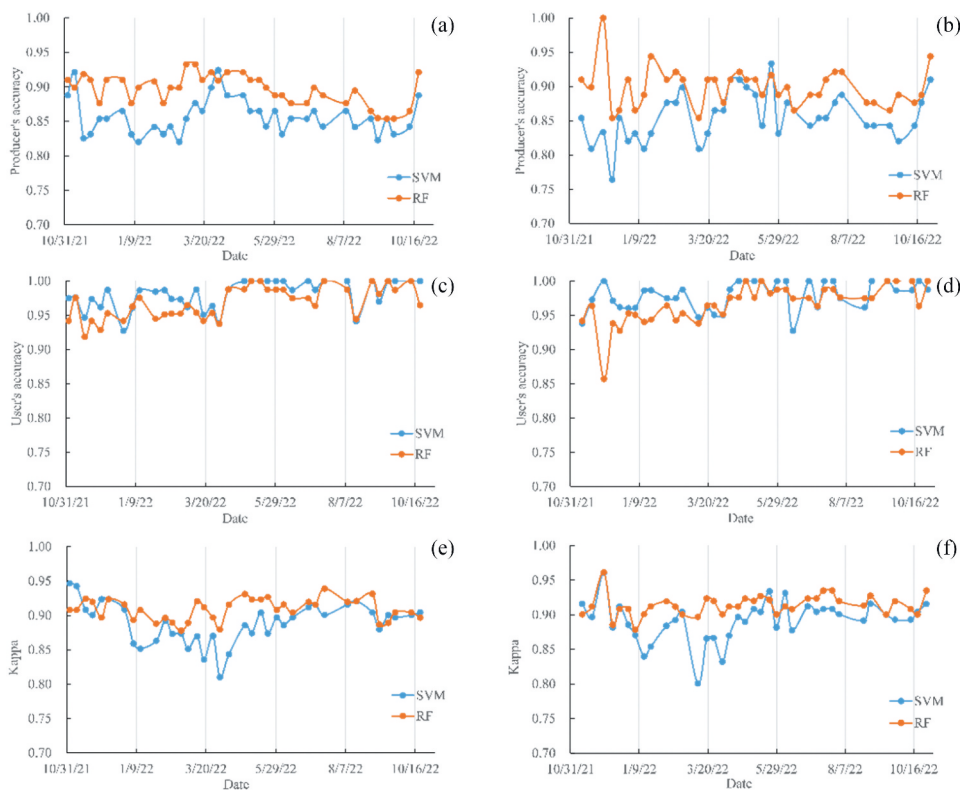 (a)
1.00
0.95
0.90
0.85
0.80
0.75
0.70
Producer's accuracy
SVM
RF
10/31/21 1/9/22 3/20/22 5/29/22 8/7/22 10/16/22
Date
(b)
1.00
0.95
0.90
0.85
0.80
0.75
0.70
Producer's accuracy
SVM
RF
10/31/21 1/9/22 3/20/22 5/29/22 8/7/22 10/16/22
Date
(c)
1.00
0.95
0.90
0.85
0.80
0.75
0.70
User's accuracy
SVM
RF
10/31/21 1/9/22 3/20/22 5/29/22 8/7/22 10/16/22
Date
(d)
1.00
0.95
0.90
0.85
0.80
0.75
0.70
User's accuracy
SVM
RF
10/31/21 1/9/22 3/20/22 5/29/22 8/7/22 10/16/22
Date
(e)
1.00
0.95
0.90
0.85
0.80
0.75
0.70
Kappa
SVM
RF
10/31/21 1/9/22 3/20/22 5/29/22 8/7/22 10/16/22
Date
(f)
1.00
0.95
0.90
0.85
0.80
0.75
0.70
Kappa
SVM
RF
10/31/21 1/9/22 3/20/22 5/29/22 8/7/22 10/16/22
Date